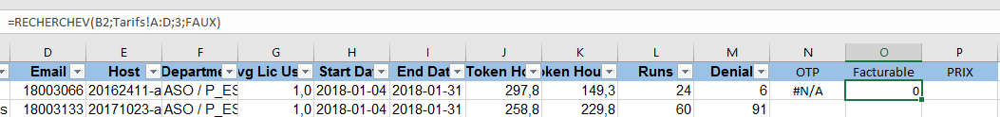 =RECHERCHEV(B2;Tarifs!A:D;3;FAUX)
D E F G H I J K L M N O P
Email Host Departme vg Lic Us Start Da End Dat Token Ho oken Hou Runs Denial OTP Facturable PRIX
18003066 20162411-a ASO / P_ES 1,0 2018-01-04 2018-01-31 297,8 149,3 24 6 #N/A 0
s 18003133 20171023-a ASO / P_ES 1,0 2018-01-04 2018-01-31 258,8 229,8 60 91